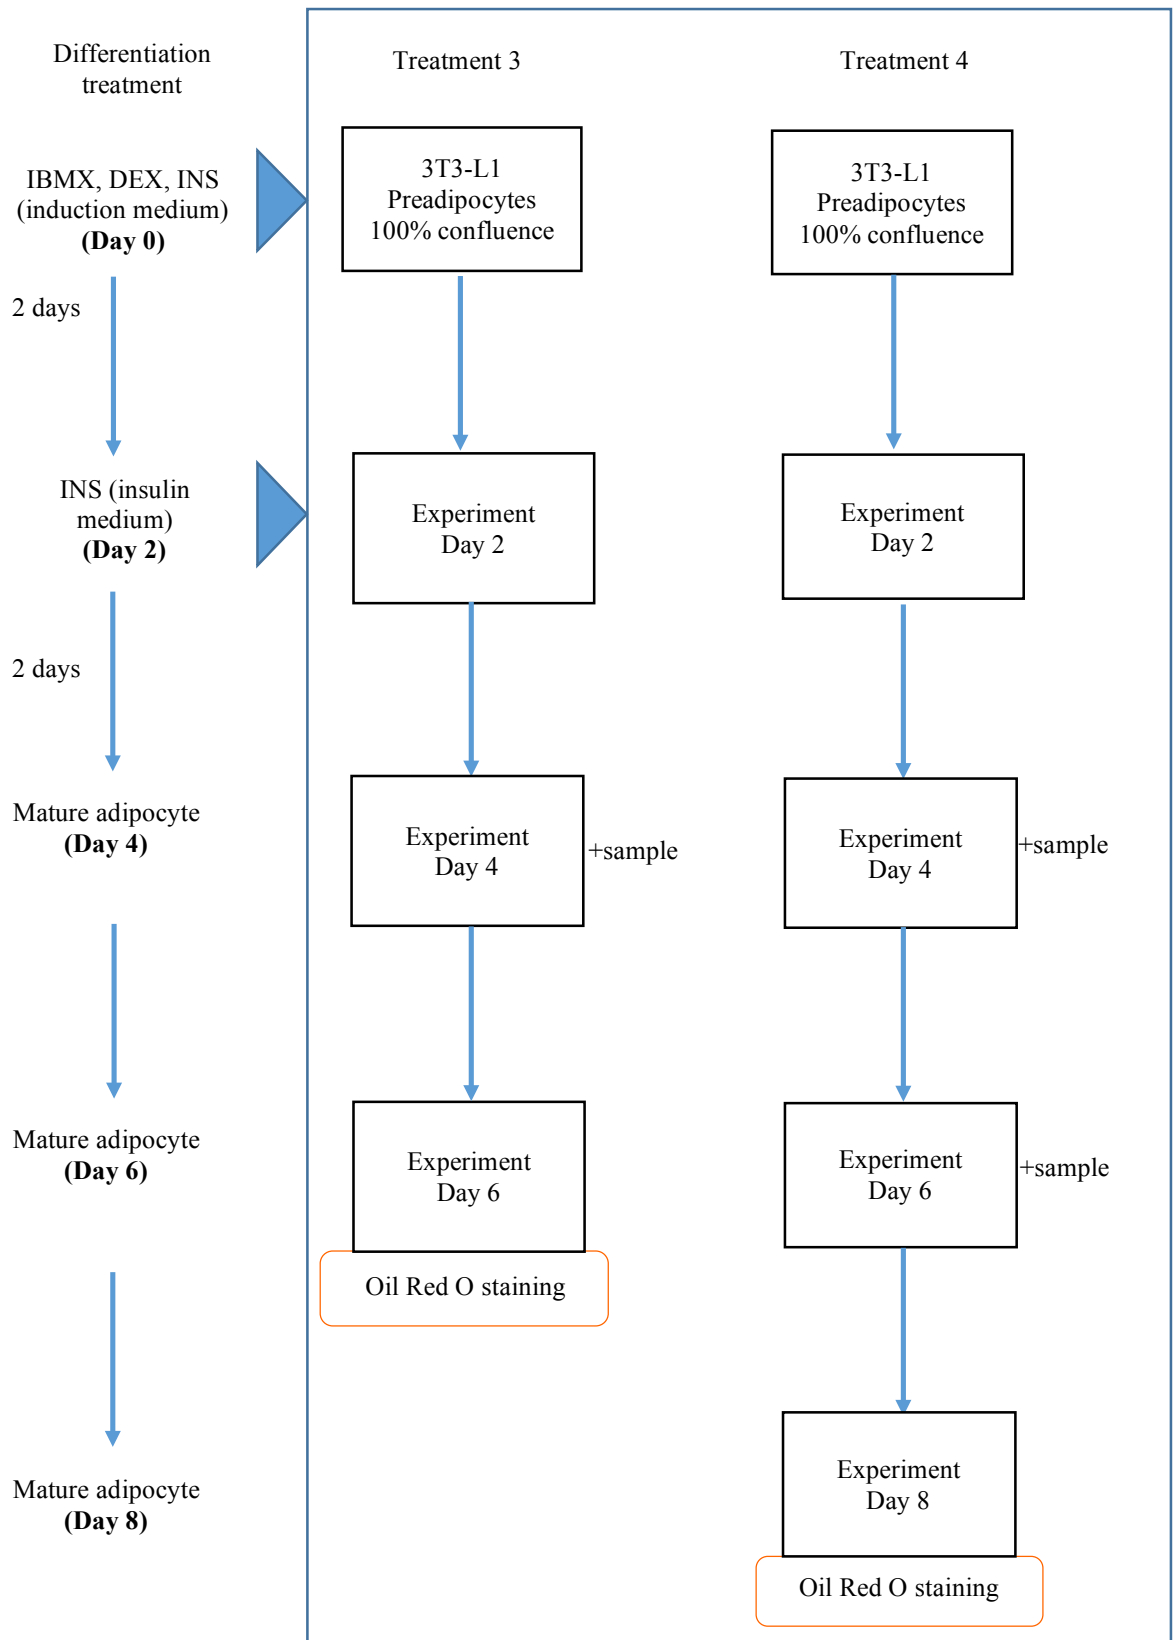 Differentiation
treatment
Treatment 3
Treatment 4
IBMX, DEX, INS
(induction medium)
(Day 0)
3T3-L1
Preadipocytes
100% confluence
3T3-L1
Preadipocytes
100% confluence
2 days
INS (insulin
medium)
(Day 2)
Experiment
Day 2
Experiment
Day 2
2 days
Mature adipocyte
(Day 4)
Experiment
Day 4
+sample
Experiment
Day 4
+sample
Mature adipocyte
(Day 6)
Experiment
Day 6
Experiment
Day 6
+sample
Oil Red O staining
Mature adipocyte
(Day 8)
Experiment
Day 8
Oil Red O staining